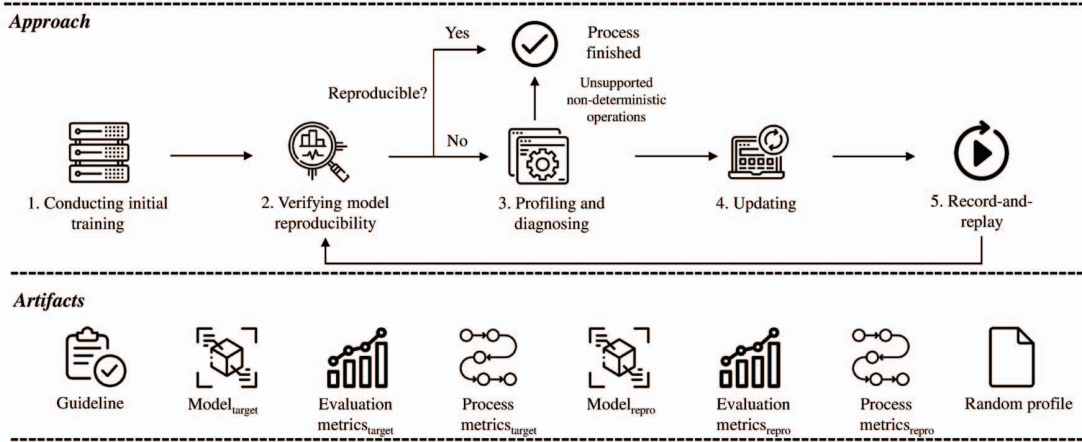 Approach
Yes
Process
finished
Reproducible?
Unsupported
non-deterministic
operations
No
1. Conducting initial
training
2. Verifying model
reproducibility
3. Profiling and
diagnosing
4. Updating
5. Record-and-
replay
Artifacts
Guideline
Model_target
Evaluation
metrics_target
Process
metrics_target
Model_repro
Evaluation
metrics_repro
Process
metrics_repro
Random profile